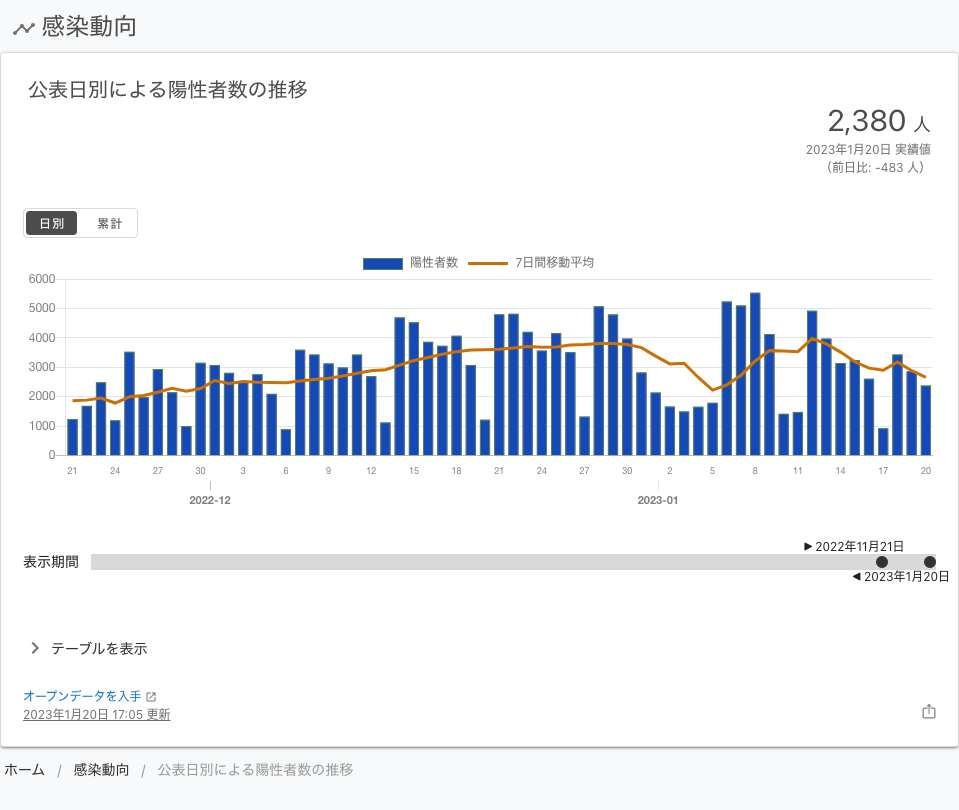 感染動向
公表日別による陽性者数の推移
2,380 人
2023年1月20日 実績値
（前日比: -483 人）
日別 累計
陽性者数 7日間移動平均
6000
5000
4000
3000
2000
1000
0
21 24 27 30 3 6 9 12 15 18 21 24 27 30 2 5 8 11 14 17 20
2022-12 2023-01
2022年11月21日
表示期間
2023年1月20日
テーブルを表示
オープンデータを入手
2023年1月20日 17:05 更新
ホーム / 感染動向 / 公表日別による陽性者数の推移